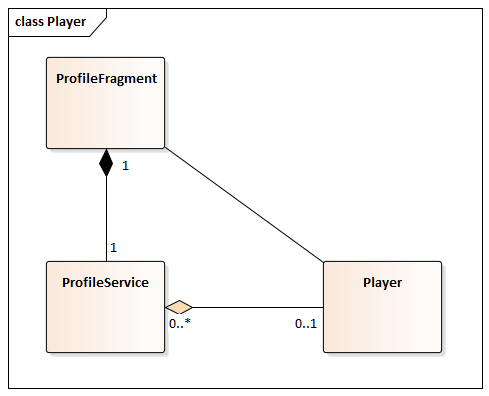 class Player
ProfileFragment
1
1
ProfileService
Player
0..*
0..1